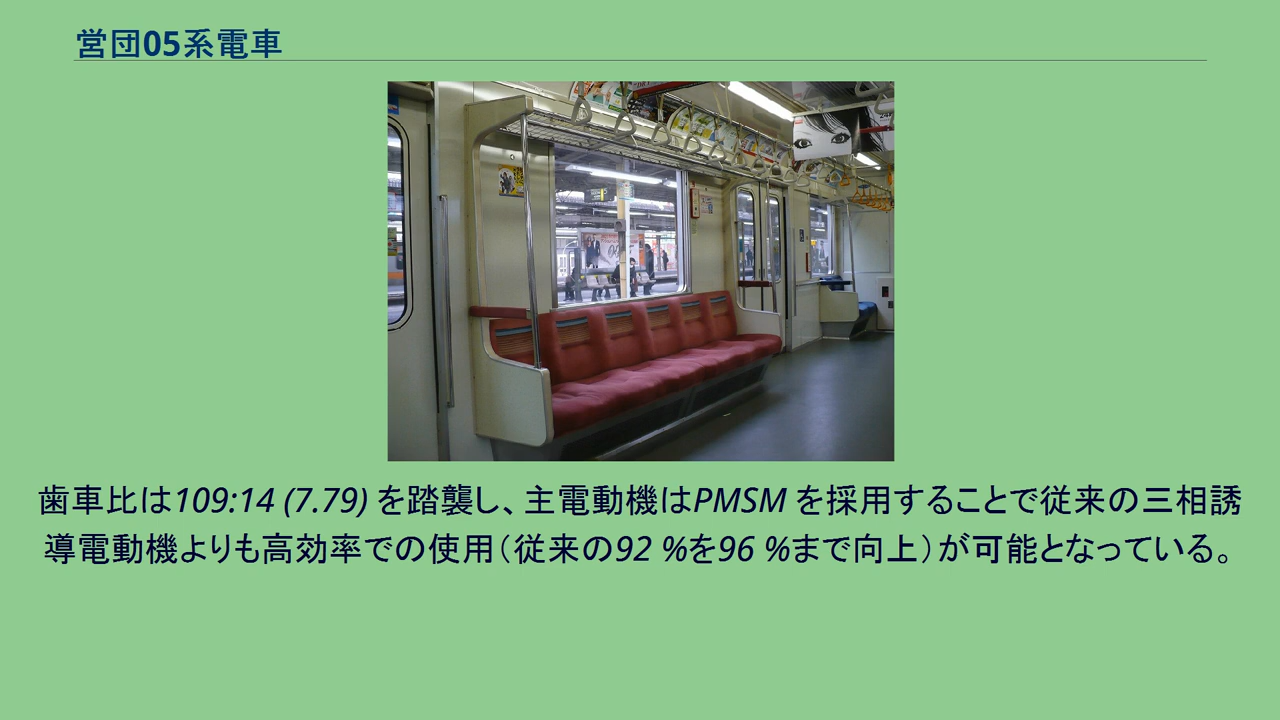 営団05系電車
歯車比は109:14 (7.79) を踏襲し、主電動機はPMSM を採用することで従来の三相誘
導電動機よりも高効率での使用（従来の92 %を96 %まで向上）が可能となっている。